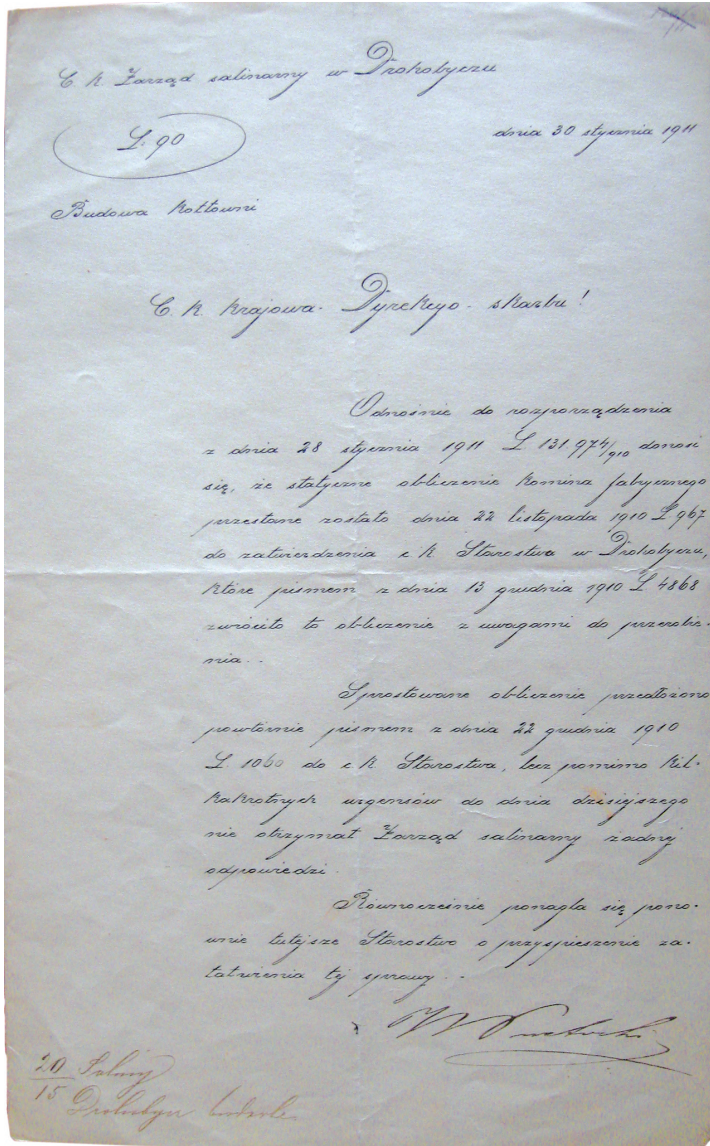 C. k. Zarząd salinarny w Drohobyczu
L. 90
dnia 30 stycznia 1911
Budowa kotłowni
C. k. krajowa Dyrekcyo skarbu!
Odnośnie do rozporządzenia
z dnia 28 stycznia 1911 L 131.974/910 donosi
się, że statyczne obliczenie komina fabrycznego
przesłane zostało dnia 22 listopada 1910 L 967
do zatwierdzenia c. k Starostwa w Drohobyczu,
które pismem z dnia 13 grudnia 1910 L 4868
zwróciło to obliczenie z uwagami do przerobie-
nia..
Sprostowane obliczenie przedłożono
powtórnie pismem z dnia 22 grudnia 1910
L. 1060 do c. k. Starostwa, lecz pomimo kil-
kakrotnych urgensów do dnia dzisiejszego
nie otrzymał Zarząd salinarny żadnej
odpowiedzi.
Równocześnie ponagla się pono-
wnie tutejsze Starostwo o przyspieszenie za-
łatwienia tej sprawy..
20/15 Saliny
Drohobycz